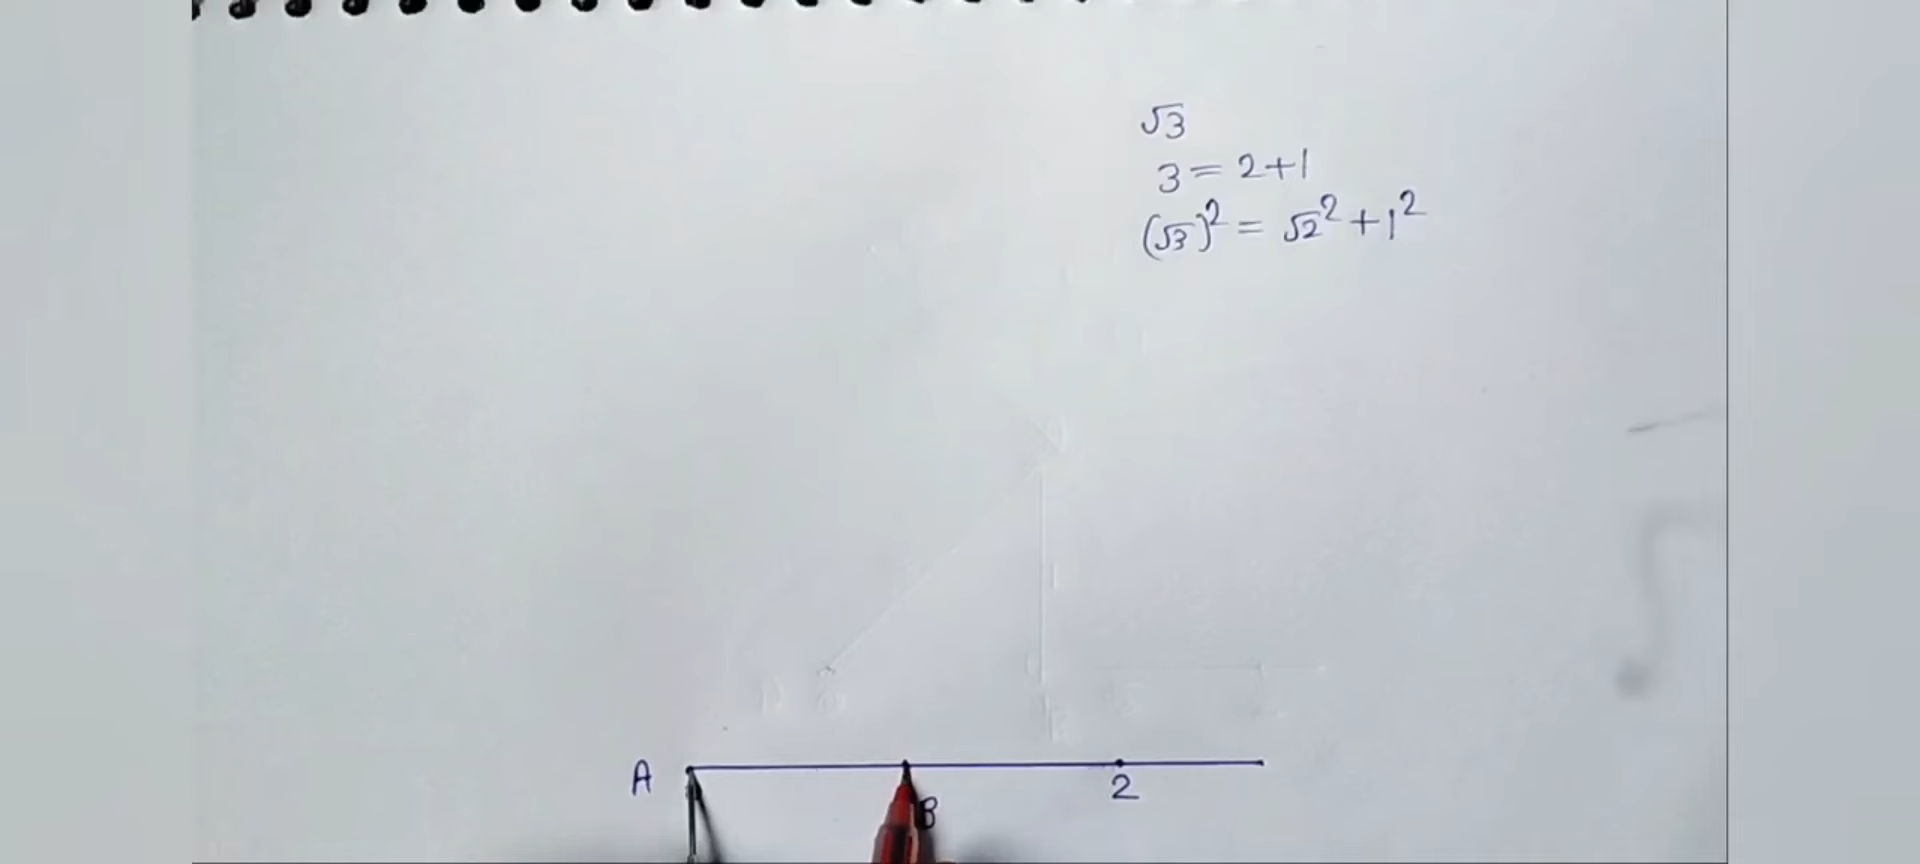 √3
3 = 2+1
(√3)² = √2² + 1²
A
B
2